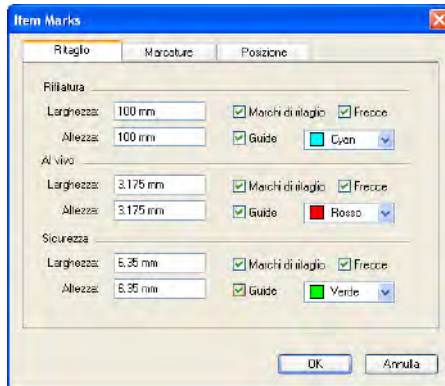 Item Marks
Ritaglio Marcature Posizione
Rifilatura
Larghezza: 100 mm Marchi di ritaglio Frecce
Altezza: 100 mm Guide Cyan
Al vivo
Larghezza: 3.175 mm Marchi di ritaglio Frecce
Altezza: 3.175 mm Guide Rosso
Sicurezza
Larghezza: 6.35 mm Marchi di ritaglio Frecce
Altezza: 6.35 mm Guide Verde
OK Annulla